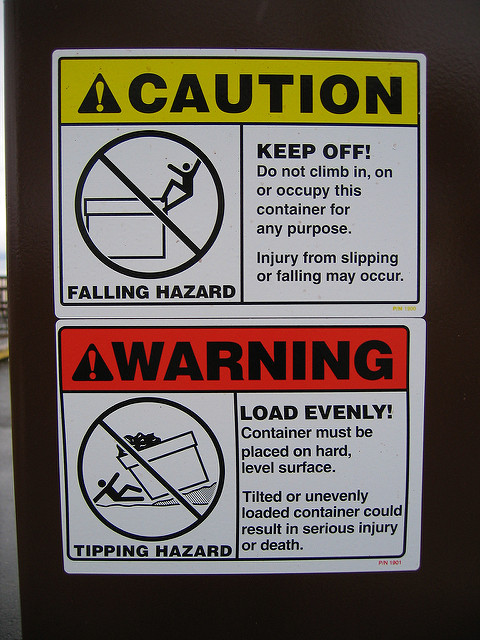 CAUTION
KEEP OFF!
Do not climb in, on
or occupy this
container for
any purpose.
Injury from slipping
or falling may occur.
FALLING HAZARD
WARNING
LOAD EVENLY!
Container must be
placed on hard,
level surface.
Tilted or unevenly
loaded container could
result in serious injury
or death.
TIPPING HAZARD
P/N 1801